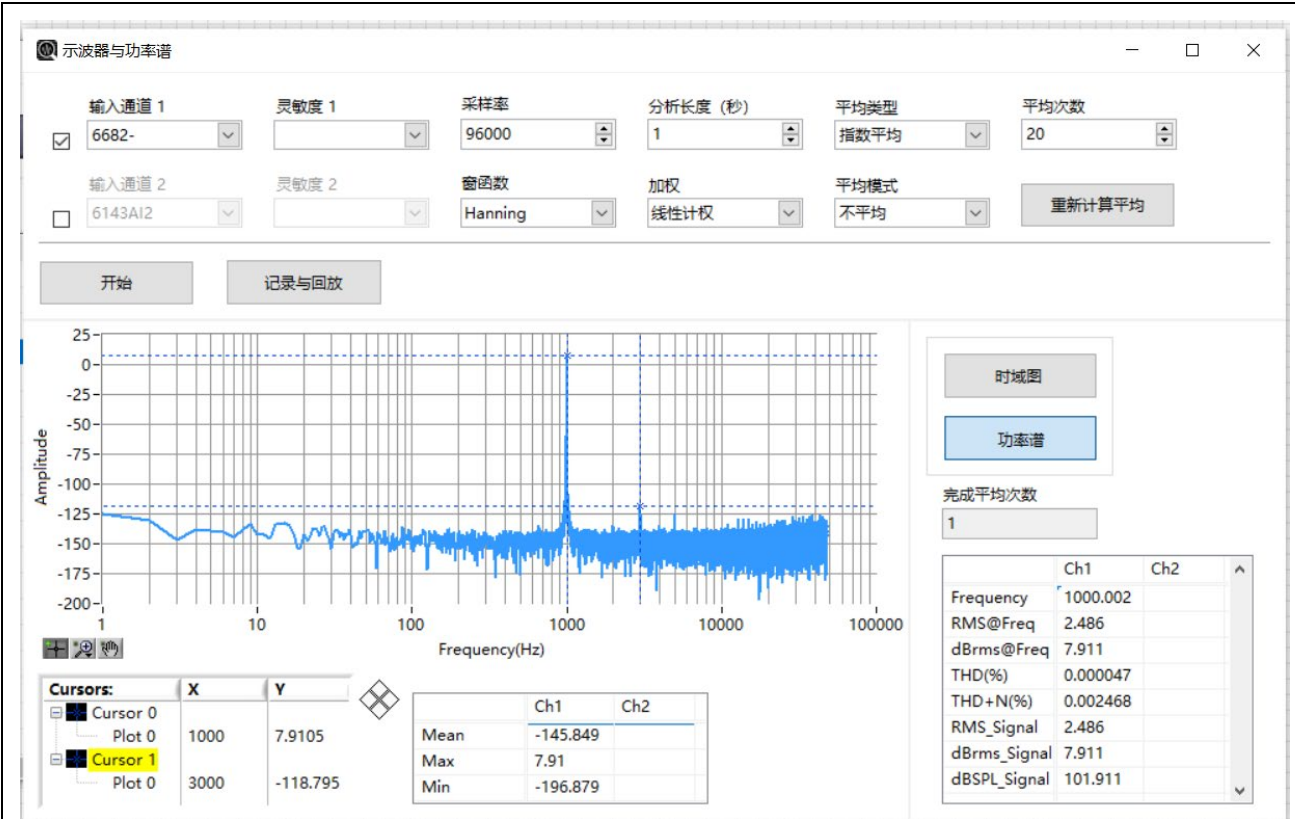 示波器与功率谱
输入通道 1 灵敏度 1 采样率 分析长度（秒） 平均类型 平均次数
6682- 96000 1 指数平均 20
输入通道 2 灵敏度 2 窗函数 加权 平均模式
6143AI2 Hanning 线性计权 不平均 重新计算平均
开始 记录与回放
25
0
-25
-50
-75
-100
-125
-150
-175
-200
Amplitude
1 10 100 1000 10000 100000
Frequency(Hz)
时域图
功率谱
完成平均次数
1
Ch1 Ch2
Frequency 1000.002
RMS@Freq 2.486
dBrms@Freq 7.911
THD(%) 0.000047
THD+N(%) 0.002468
RMS_Signal 2.486
dBrms_Signal 7.911
dBSPL_Signal 101.911
Cursors: X Y
Cursor 0
Plot 0 1000 7.9105
Cursor 1
Plot 0 3000 -118.795
Ch1 Ch2
Mean -145.849
Max 7.91
Min -196.879